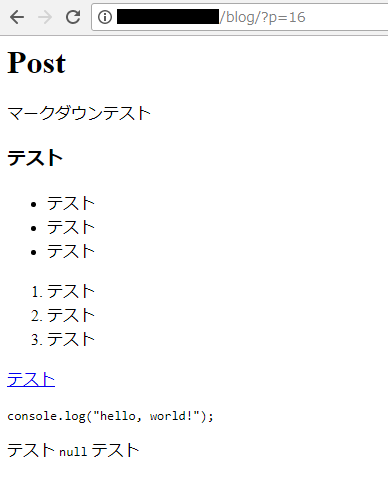 /blog/?p=16
Post
マークダウンテスト
テスト
• テスト
• テスト
• テスト
1. テスト
2. テスト
3. テスト
テスト
console.log("hello, world!");
テスト null テスト